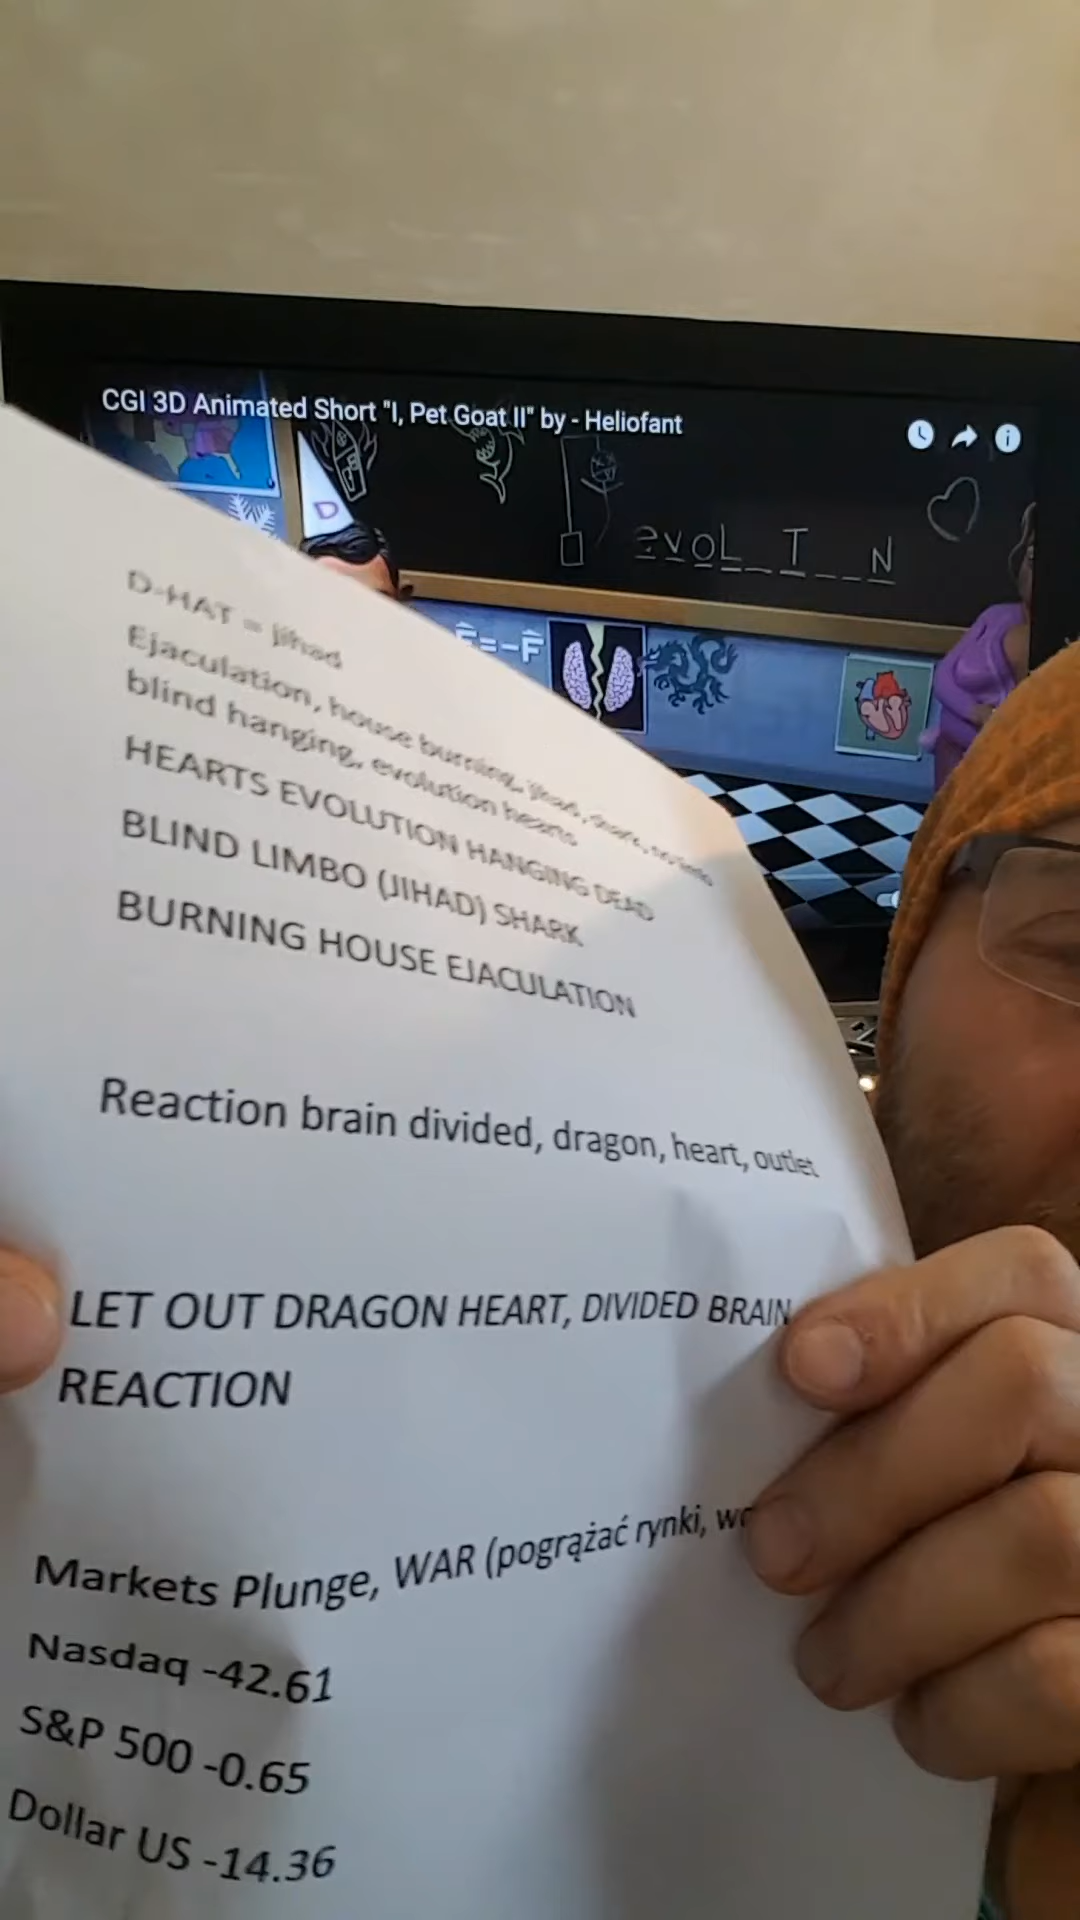 CGI 3D Animated Short "I, Pet Goat II" by - Heliofant
D
evoL_T__N
F=-F
D-HAT = Jihad
Ejaculation, house burning, jihad, shark,
blind hanging, evolution hearts
HEARTS EVOLUTION HANGING DEAD
BLIND LIMBO (JIHAD) SHARK
BURNING HOUSE EJACULATION
Reaction brain divided, dragon, heart, outlet
LET OUT DRAGON HEART, DIVIDED BRAIN
REACTION
Markets Plunge, WAR (pogrążać rynki,
Nasdaq -42.61
S&P 500 -0.65
Dollar US -14.36